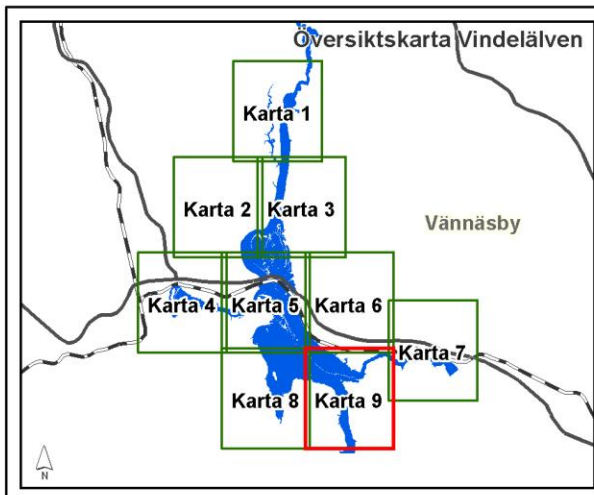 Översiktskarta Vindelälven
Karta 1
Karta 2
Karta 3
Vännäsby
Karta 4
Karta 5
Karta 6
Karta 7
Karta 8
Karta 9
N